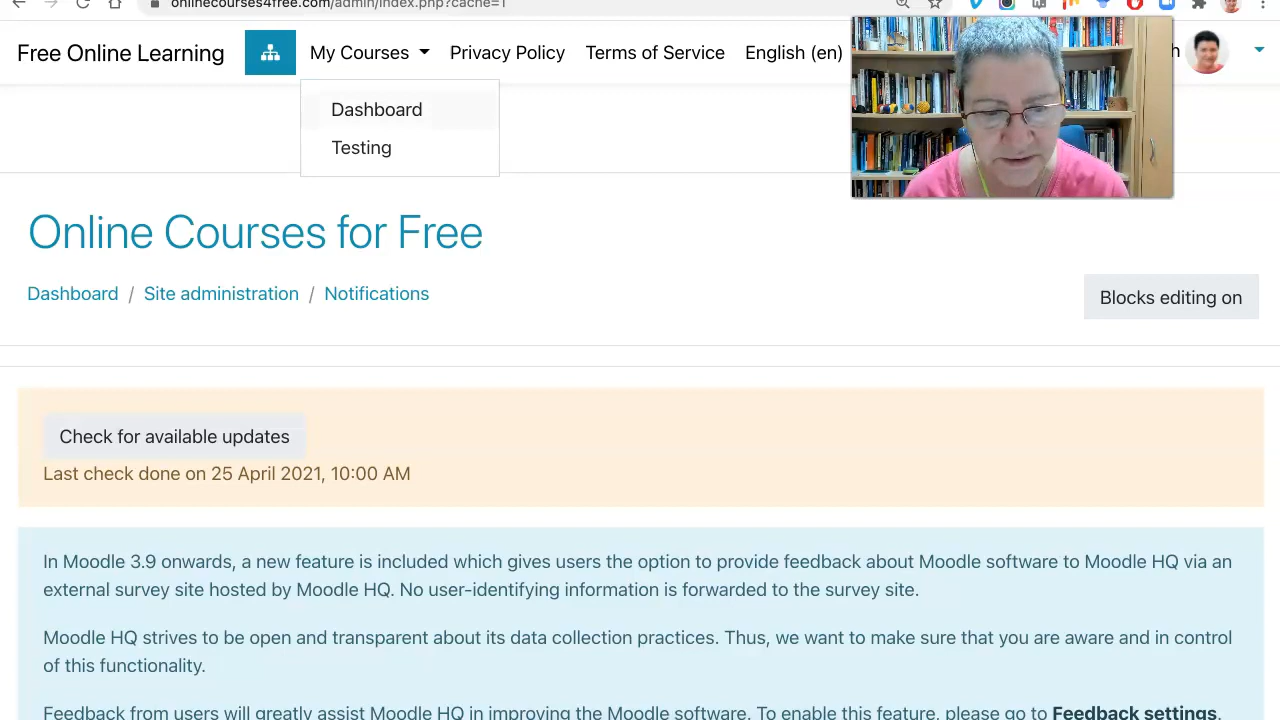 onlinecourses4free.com/admin/index.php?cache=1
Free Online Learning My Courses Privacy Policy Terms of Service English (en) h
Dashboard
Testing
Online Courses for Free
Dashboard / Site administration / Notifications
Blocks editing on
Check for available updates
Last check done on 25 April 2021, 10:00 AM
In Moodle 3.9 onwards, a new feature is included which gives users the option to provide feedback about Moodle software to Moodle HQ via an
external survey site hosted by Moodle HQ. No user-identifying information is forwarded to the survey site.
Moodle HQ strives to be open and transparent about its data collection practices. Thus, we want to make sure that you are aware and in control
of this functionality.
Feedback from users will greatly assist Moodle HQ in improving the Moodle software. To enable this feature, please go to Feedback settings.